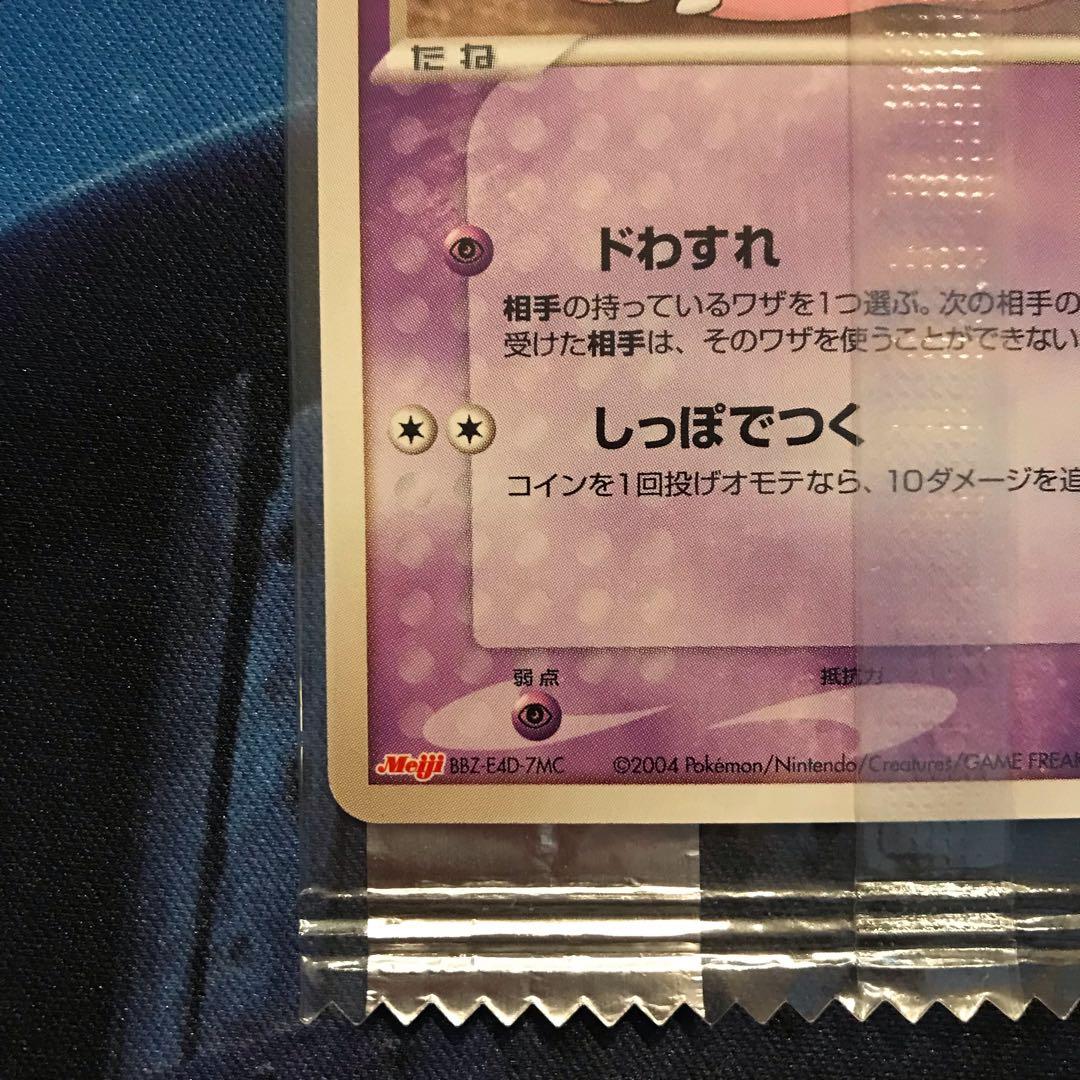 たね
ドわすれ
相手の持っているワザを1つ選ぶ。次の相手の
受けた相手は、そのワザを使うことができない
しっぽでつく
コインを1回投げオモテなら、10ダメージを追
弱点
抵抗力
Meiji BBZ-E4D-7MC ©2004 Pokémon/Nintendo/Creatures/GAME FREAK